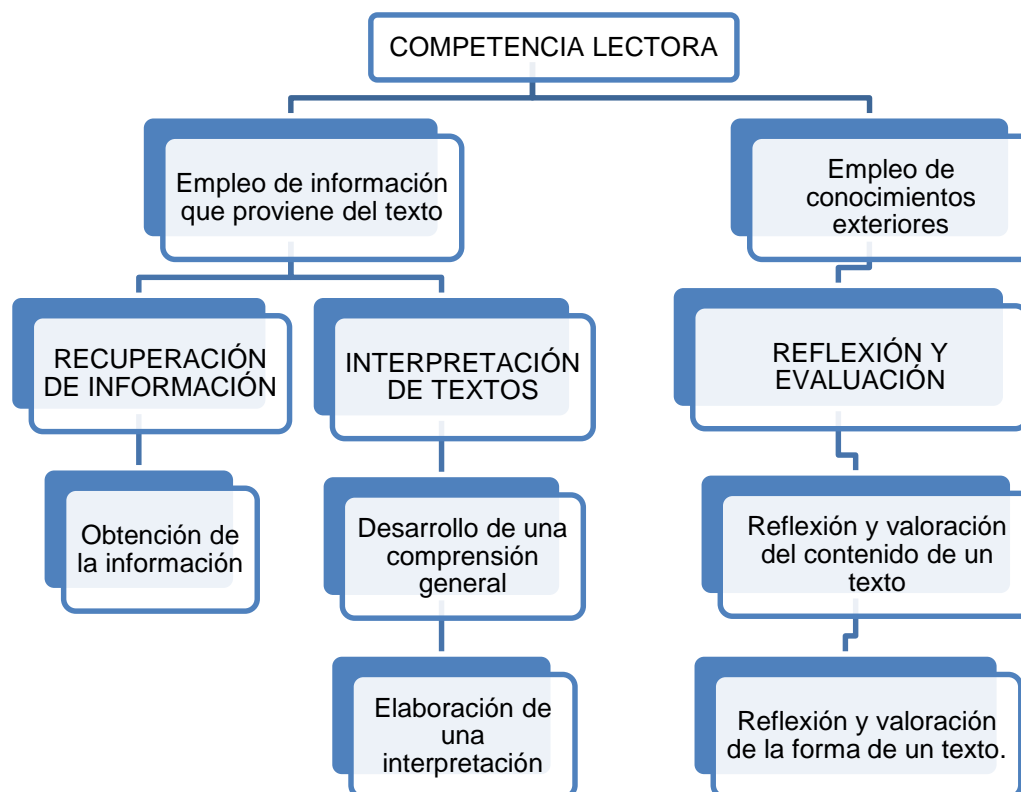 COMPETENCIA LECTORA
Empleo de información
que proviene del texto
Empleo de
conocimientos
exteriores
RECUPERACIÓN
DE INFORMACIÓN
INTERPRETACIÓN
DE TEXTOS
REFLEXIÓN Y
EVALUACIÓN
Obtención de
la información
Desarrollo de una
comprensión
general
Reflexión y valoración
del contenido de un
texto
Elaboración de
una
interpretación
Reflexión y valoración
de la forma de un texto.